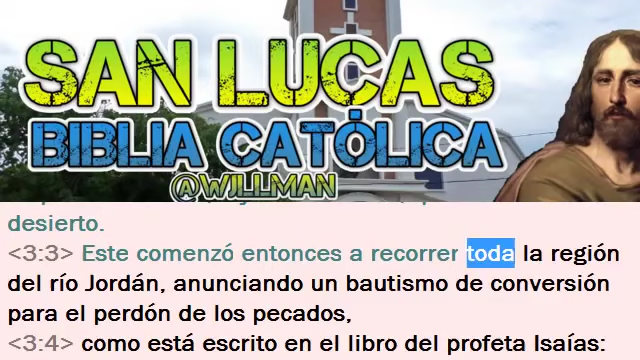 SAN LUCAS
BIBLIA CATÓLICA
@WJLLMAN
desierto.
<3:3> Este comenzó entonces a recorrer toda la región
del río Jordán, anunciando un bautismo de conversión
para el perdón de los pecados,
<3:4> como está escrito en el libro del profeta Isaías: